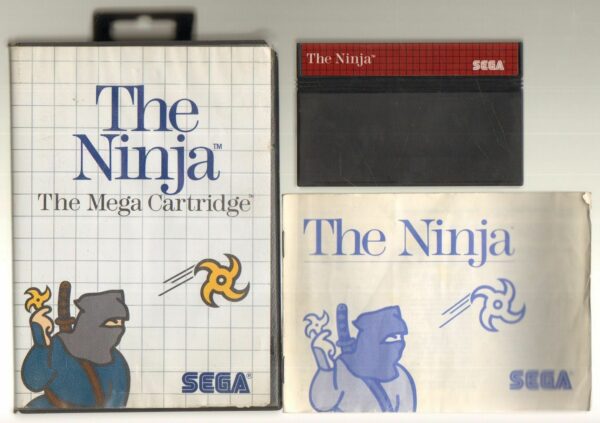 The
Ninja™
The Mega Cartridge™
SEGA®
The Ninja™
SEGA
The Ninja
SEGA